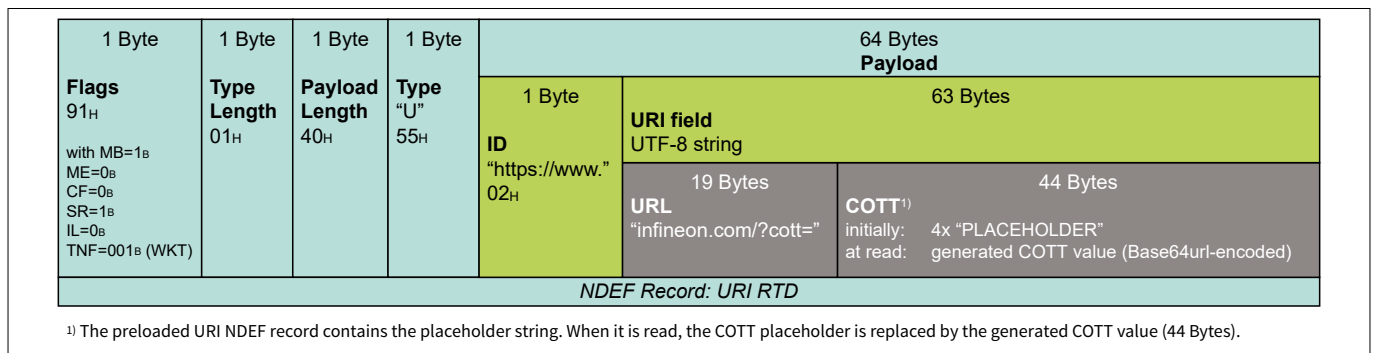 1 Byte 1 Byte 1 Byte 1 Byte 64 Bytes
Payload
Flags
91H
with MB=1B
ME=0B
CF=0B
SR=1B
IL=0B
TNF=001B (WKT)
Type
Length
01H
Payload
Length
40H
Type
“U”
55H
1 Byte
ID
“https://www.”
02H
63 Bytes
URI field
UTF-8 string
19 Bytes
URL
“infineon.com/?cott=”
44 Bytes
COTT1)
initially: 4x “PLACEHOLDER”
at read: generated COTT value (Base64url-encoded)
NDEF Record: URI RTD
1) The preloaded URI NDEF record contains the placeholder string. When it is read, the COTT placeholder is replaced by the generated COTT value (44 Bytes).